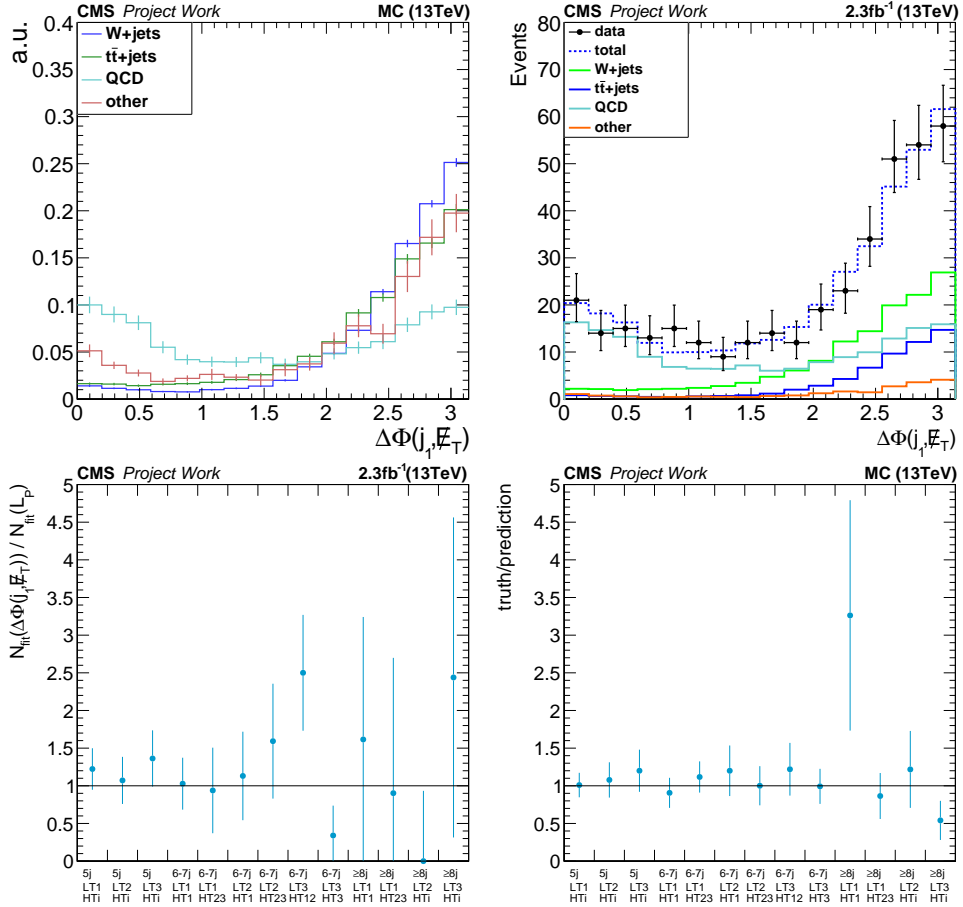 CMS Project Work MC (13TeV)
a.u.
W+jets
tt̄+jets
QCD
other
0.4
0.35
0.3
0.25
0.2
0.15
0.1
0.05
0
0 0.5 1 1.5 2 2.5 3
ΔΦ(j₁,E̸_T)
CMS Project Work 2.3fb⁻¹(13TeV)
Events
data
total
W+jets
tt̄+jets
QCD
other
80
70
60
50
40
30
20
10
0
0 0.5 1 1.5 2 2.5 3
ΔΦ(j₁,E̸_T)
CMS Project Work 2.3fb⁻¹(13TeV)
N_fit(ΔΦ(j₁,E̸_T)) / N_fit(L_P)
5
4.5
4
3.5
3
2.5
2
1.5
1
0.5
0
5j 5j 5j 6-7j 6-7j 6-7j 6-7j 6-7j 6-7j ≥8j ≥8j ≥8j ≥8j
LT1 LT2 LT3 LT1 LT1 LT2 LT2 LT3 LT3 LT1 LT1 LT2 LT3
HTi HTi HTi HT1 HT23 HT1 HT23 HT12 HT3 HT1 HT23 HTi HTi
CMS Project Work MC (13TeV)
truth/prediction
5
4.5
4
3.5
3
2.5
2
1.5
1
0.5
0
5j 5j 5j 6-7j 6-7j 6-7j 6-7j 6-7j 6-7j ≥8j ≥8j ≥8j ≥8j
LT1 LT2 LT3 LT1 LT1 LT2 LT2 LT3 LT3 LT1 LT1 LT2 LT3
HTi HTi HTi HT1 HT23 HT1 HT23 HT12 HT3 HT1 HT23 HTi HTi